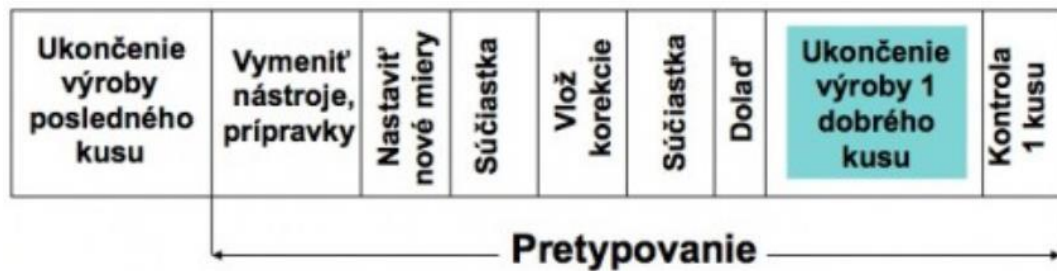 Ukončenie
výroby
posledného
kusu
Vymeniť
nástroje,
prípravky
Nastaviť
nové miery
Súčiastka
Vlož
korekcie
Súčiastka
Dolaď
Ukončenie
výroby 1
dobrého
kusu
Kontrola
1 kusu
Pretypovanie